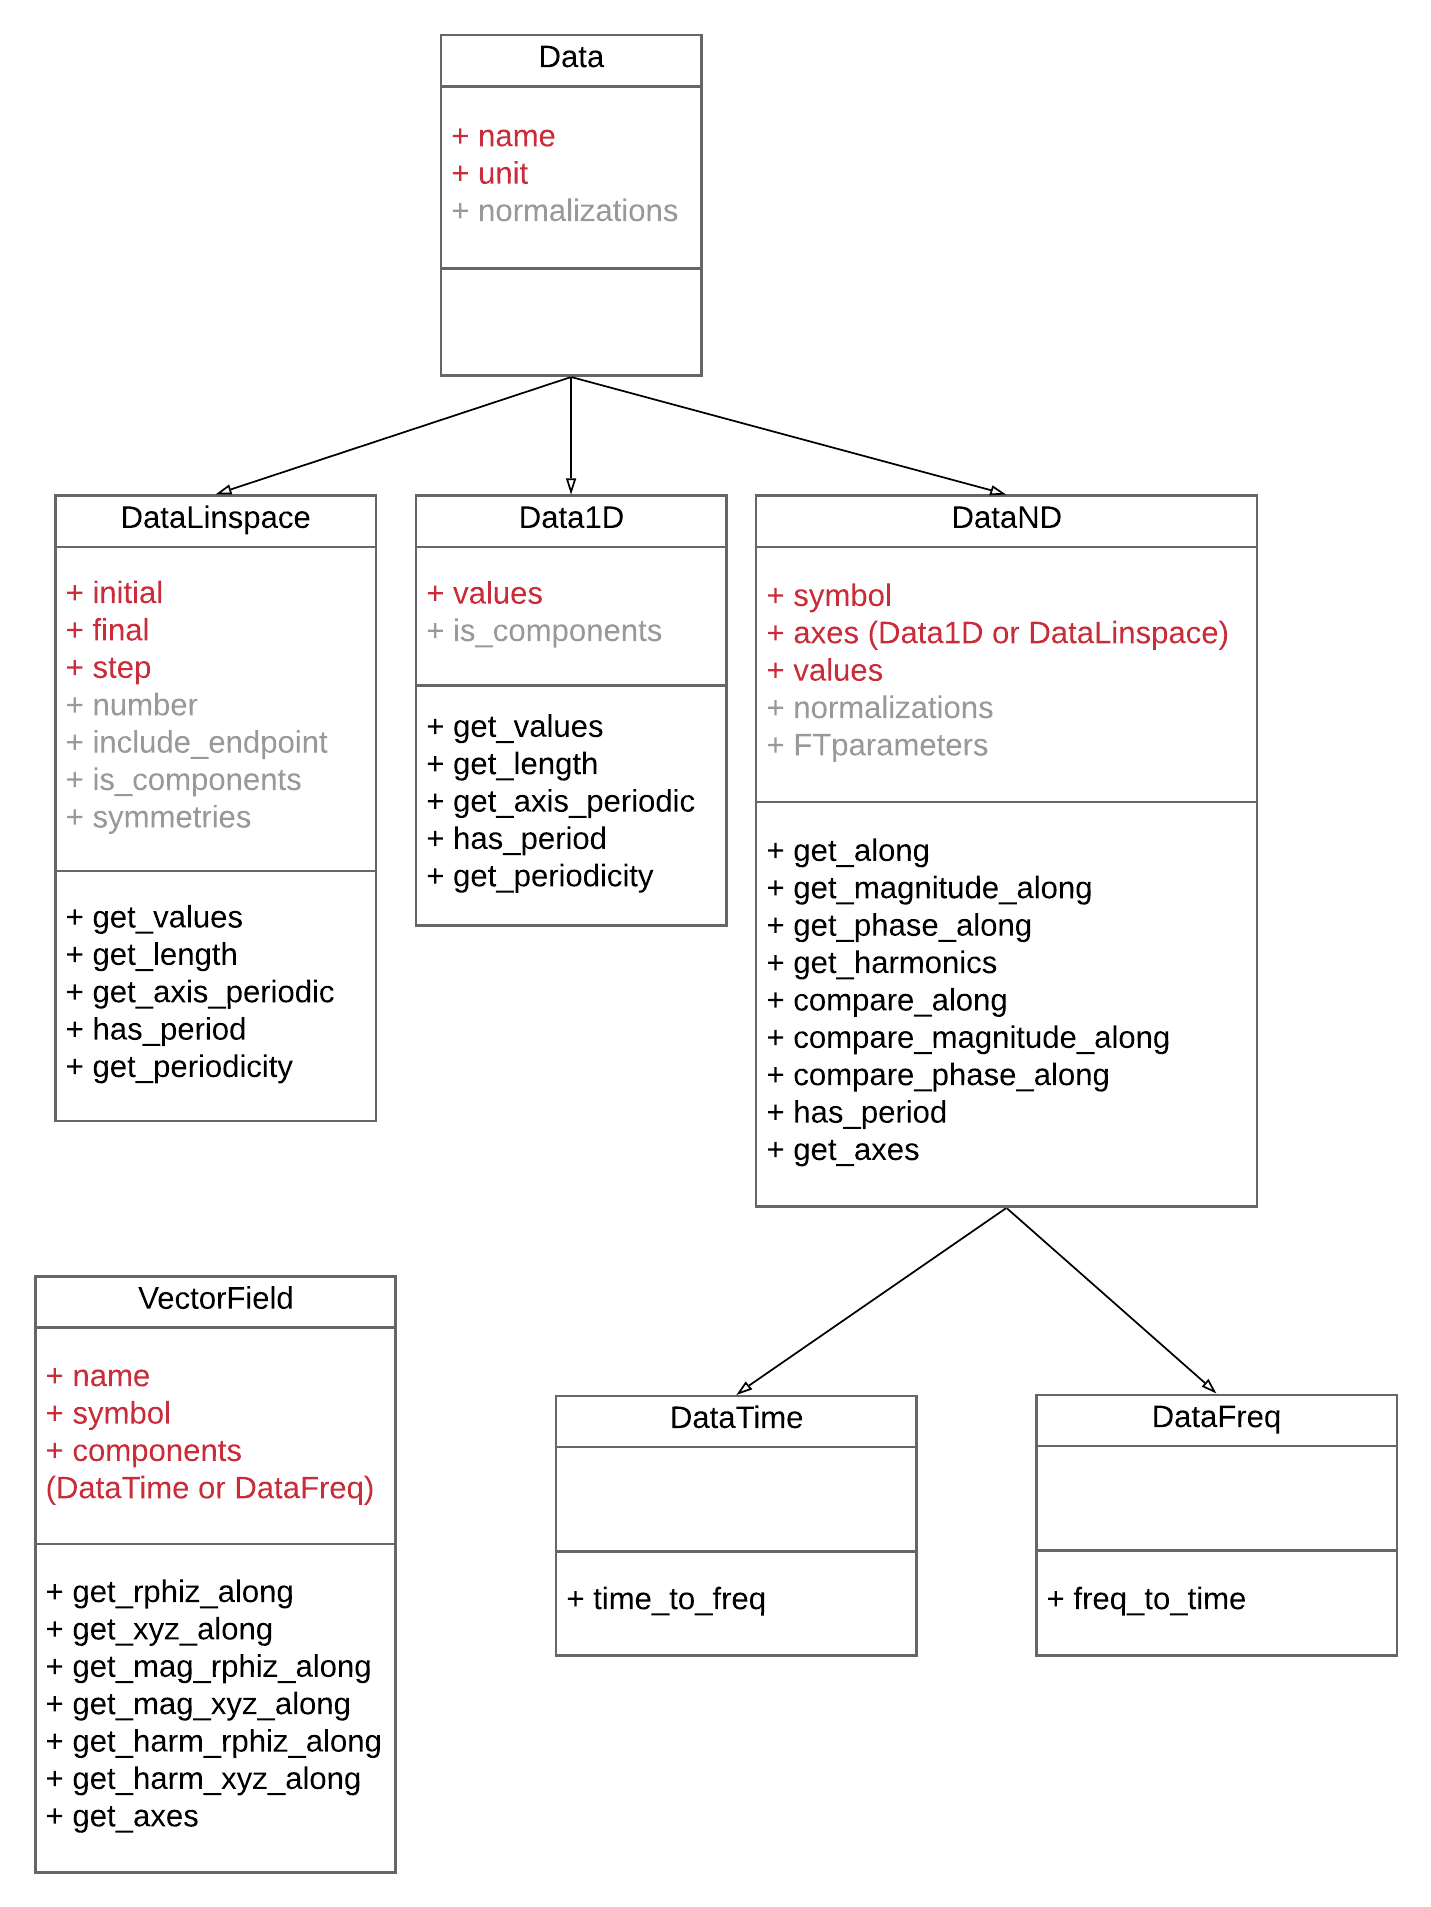 Data
+ name
+ unit
+ normalizations
DataLinspace
+ initial
+ final
+ step
+ number
+ include_endpoint
+ is_components
+ symmetries
+ get_values
+ get_length
+ get_axis_periodic
+ has_period
+ get_periodicity
Data1D
+ values
+ is_components
+ get_values
+ get_length
+ get_axis_periodic
+ has_period
+ get_periodicity
DataND
+ symbol
+ axes (Data1D or DataLinspace)
+ values
+ normalizations
+ FTparameters
+ get_along
+ get_magnitude_along
+ get_phase_along
+ get_harmonics
+ compare_along
+ compare_magnitude_along
+ compare_phase_along
+ has_period
+ get_axes
VectorField
+ name
+ symbol
+ components
(DataTime or DataFreq)
+ get_rphiz_along
+ get_xyz_along
+ get_mag_rphiz_along
+ get_mag_xyz_along
+ get_harm_rphiz_along
+ get_harm_xyz_along
+ get_axes
DataTime
+ time_to_freq
DataFreq
+ freq_to_time